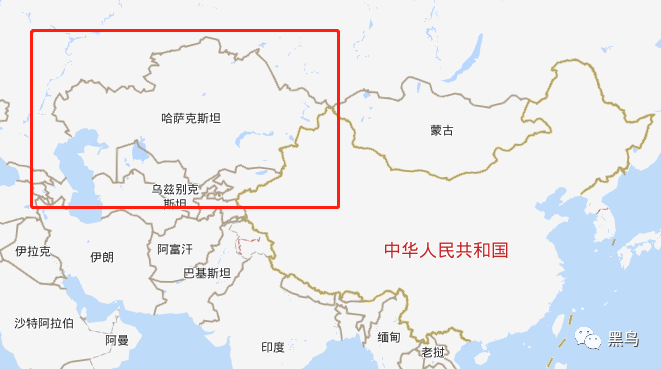 哈萨克斯坦
蒙古
乌兹别克
斯坦
中华人民共和国
伊拉克
伊朗
阿富汗
巴基斯坦
沙特阿拉伯
阿曼
印度
缅甸
老挝
黑鸟